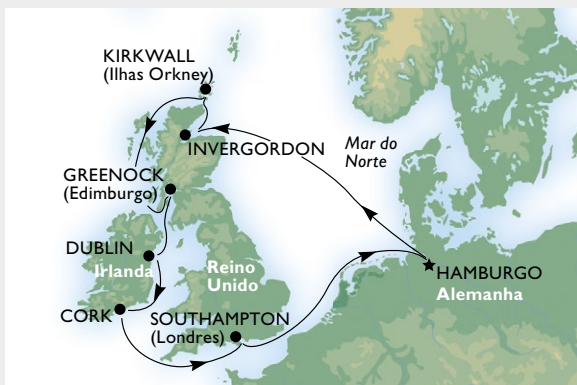 KIRKWALL
(Ilhas Orkney)
INVERGORDON
Mar do
Norte
GREENOCK
(Edimburgo)
DUBLIN
Irlanda
Reino
Unido
HAMBURGO
Alemanha
CORK
SOUTHAMPTON
(Londres)